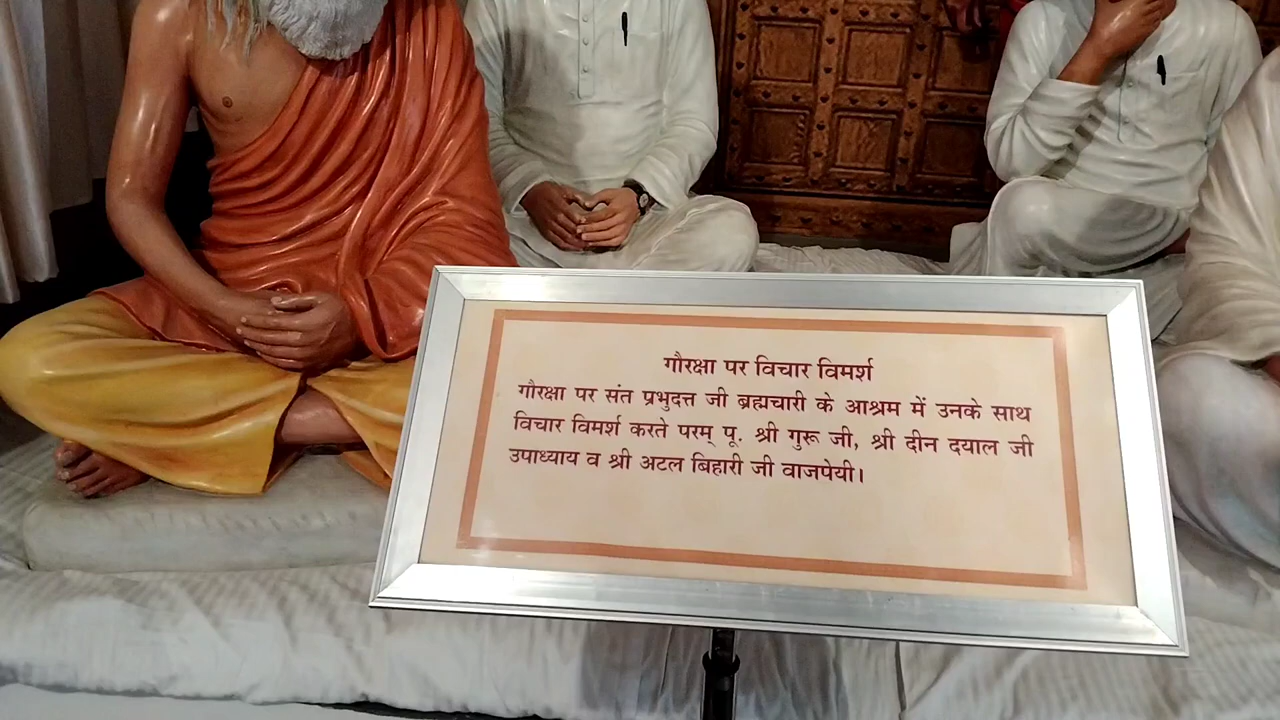 गौरक्षा पर विचार विमर्श
गौरक्षा पर संत प्रभुदत्त जी ब्रह्मचारी के आश्रम में उनके साथ
विचार विमर्श करते परम् पू. श्री गुरू जी, श्री दीन दयाल जी
उपाध्याय व श्री अटल बिहारी जी वाजपेयी।